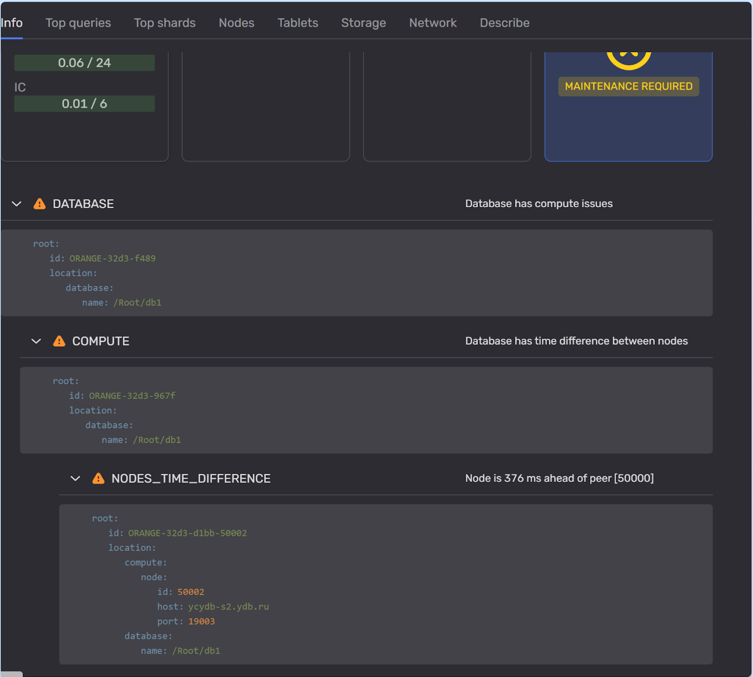 Info Top queries Top shards Nodes Tablets Storage Network Describe
0.06 / 24
IC
0.01 / 6
MAINTENANCE REQUIRED
DATABASE Database has compute issues
root:
id: ORANGE-32d3-f489
location:
database:
name: /Root/db1
COMPUTE Database has time difference between nodes
root:
id: ORANGE-32d3-967f
location:
database:
name: /Root/db1
NODES_TIME_DIFFERENCE Node is 376 ms ahead of peer [50000]
root:
id: ORANGE-32d3-d1bb-50002
location:
compute:
node:
id: 50002
host: ycydb-s2.ydb.ru
port: 19003
database:
name: /Root/db1